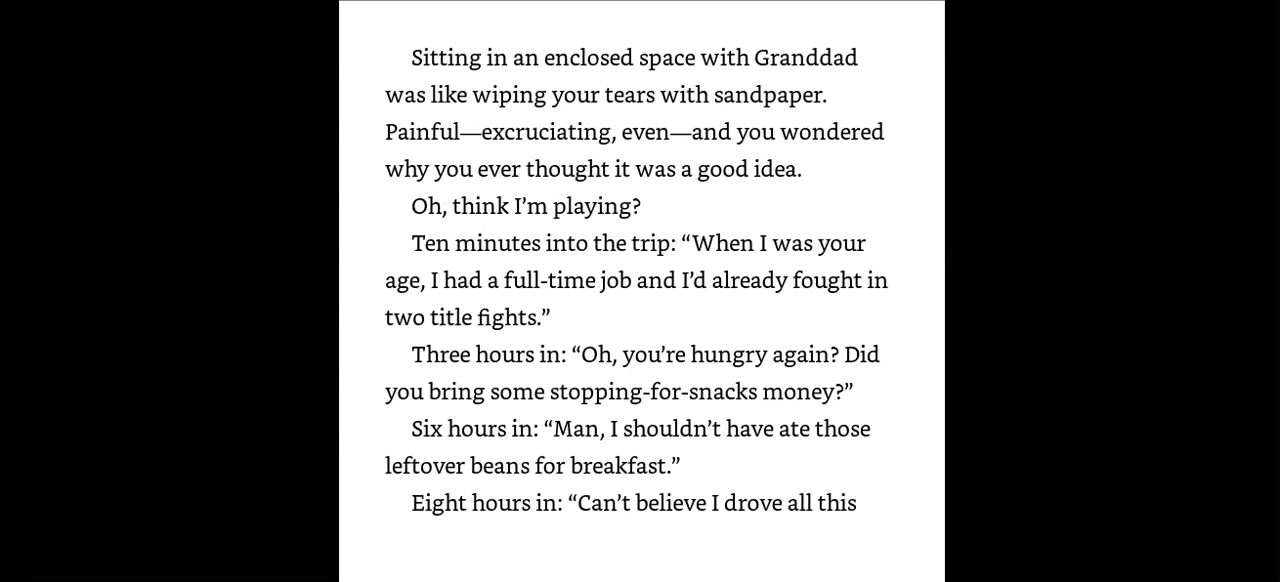 Sitting in an enclosed space with Granddad
was like wiping your tears with sandpaper.
Painful—excruciating, even—and you wondered
why you ever thought it was a good idea.
Oh, think I’m playing?
Ten minutes into the trip: “When I was your
age, I had a full-time job and I’d already fought in
two title fights.”
Three hours in: “Oh, you’re hungry again? Did
you bring some stopping-for-snacks money?”
Six hours in: “Man, I shouldn’t have ate those
leftover beans for breakfast.”
Eight hours in: “Can’t believe I drove all this